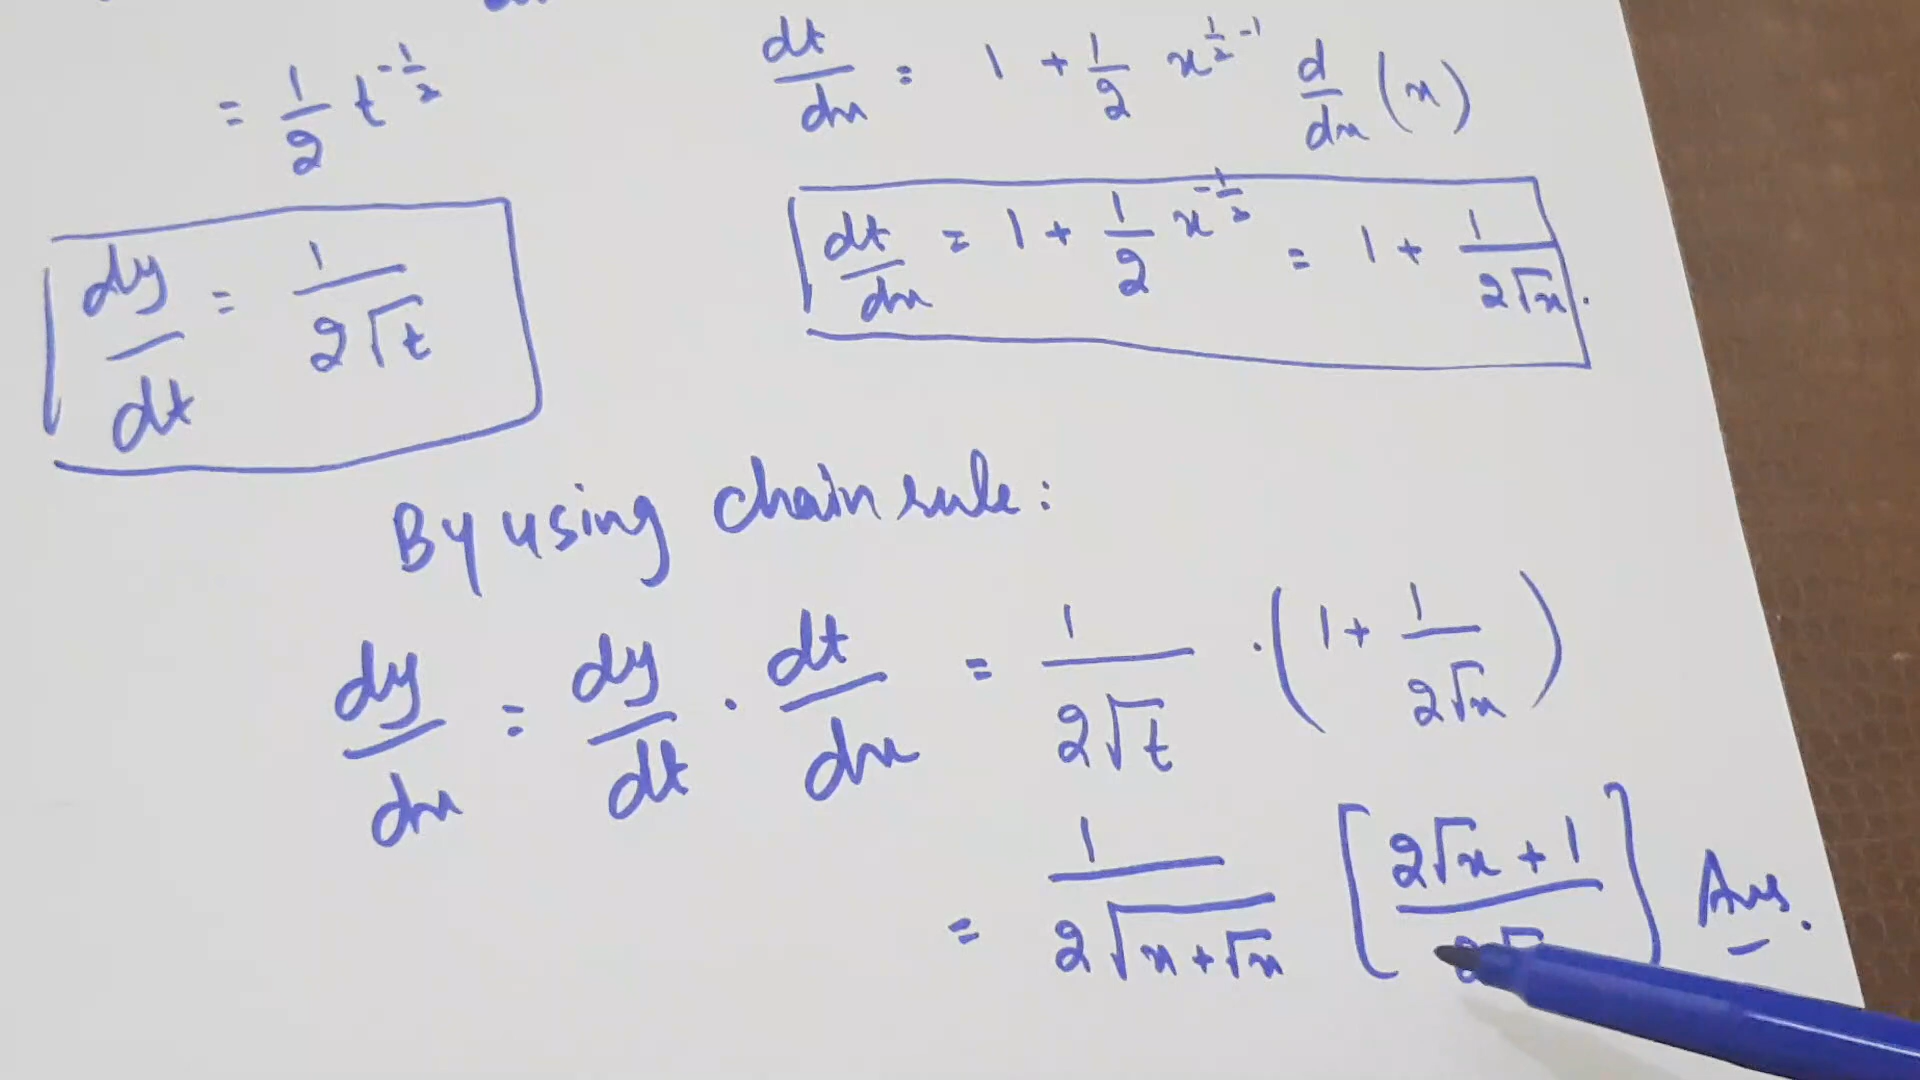 = 1/2 t^(-1/2)
dt/dx = 1 + 1/2 x^(1/2 - 1) d/dx (x)
dy/dt = 1/(2√t)
dt/dx = 1 + 1/2 x^(-1/2) = 1 + 1/(2√x).
By using chain rule:
dy/dx = dy/dt · dt/dx = 1/(2√t) · (1 + 1/(2√x))
= 1/(2√(x+√x)) [(2√x + 1)/(2√ )] Ans.